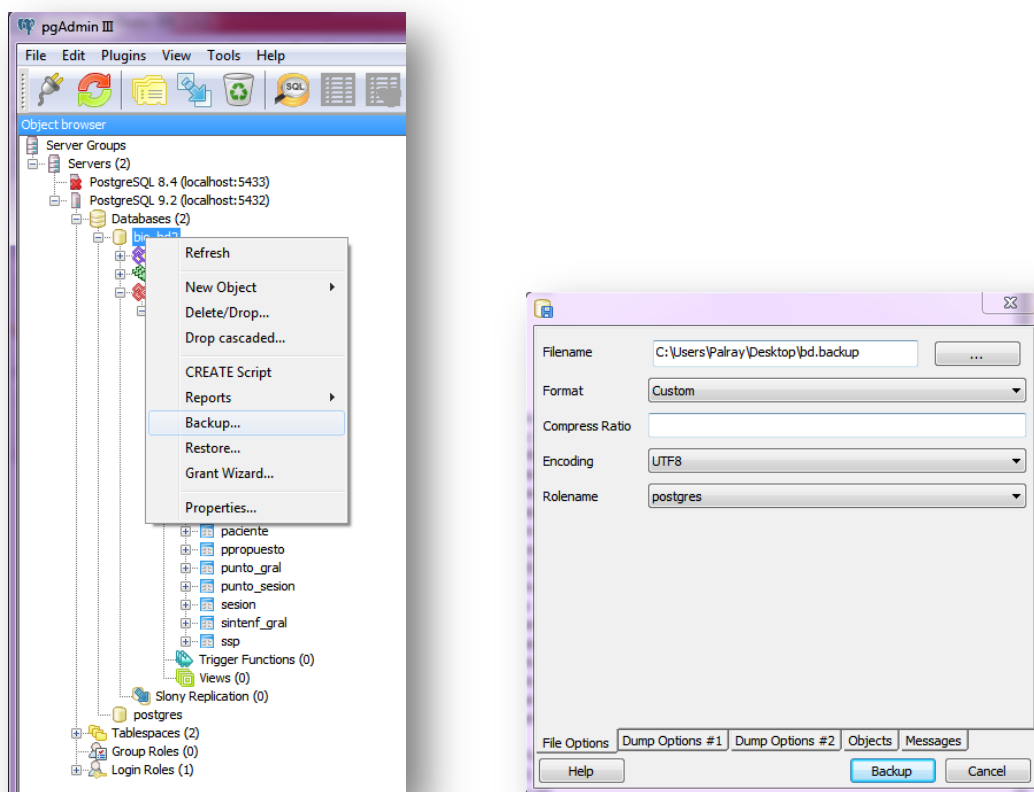 pgAdmin III
File Edit Plugins View Tools Help
SQL
Object browser
Server Groups
Servers (2)
PostgreSQL 8.4 (localhost:5433)
PostgreSQL 9.2 (localhost:5432)
Databases (2)
Refresh
New Object
Delete/Drop...
Drop cascaded...
CREATE Script
Reports
Backup...
Restore...
Grant Wizard...
Properties...
paciente
ppropuesto
punto_gral
punto_sesion
sesion
sintenf_gral
ssp
Trigger Functions (0)
Views (0)
Slony Replication (0)
postgres
Tablespaces (2)
Group Roles (0)
Login Roles (1)
Filename C:\Users\Palray\Desktop\bd.backup ...
Format Custom
Compress Ratio
Encoding UTF8
Rolename postgres
File Options Dump Options #1 Dump Options #2 Objects Messages
Help Backup Cancel